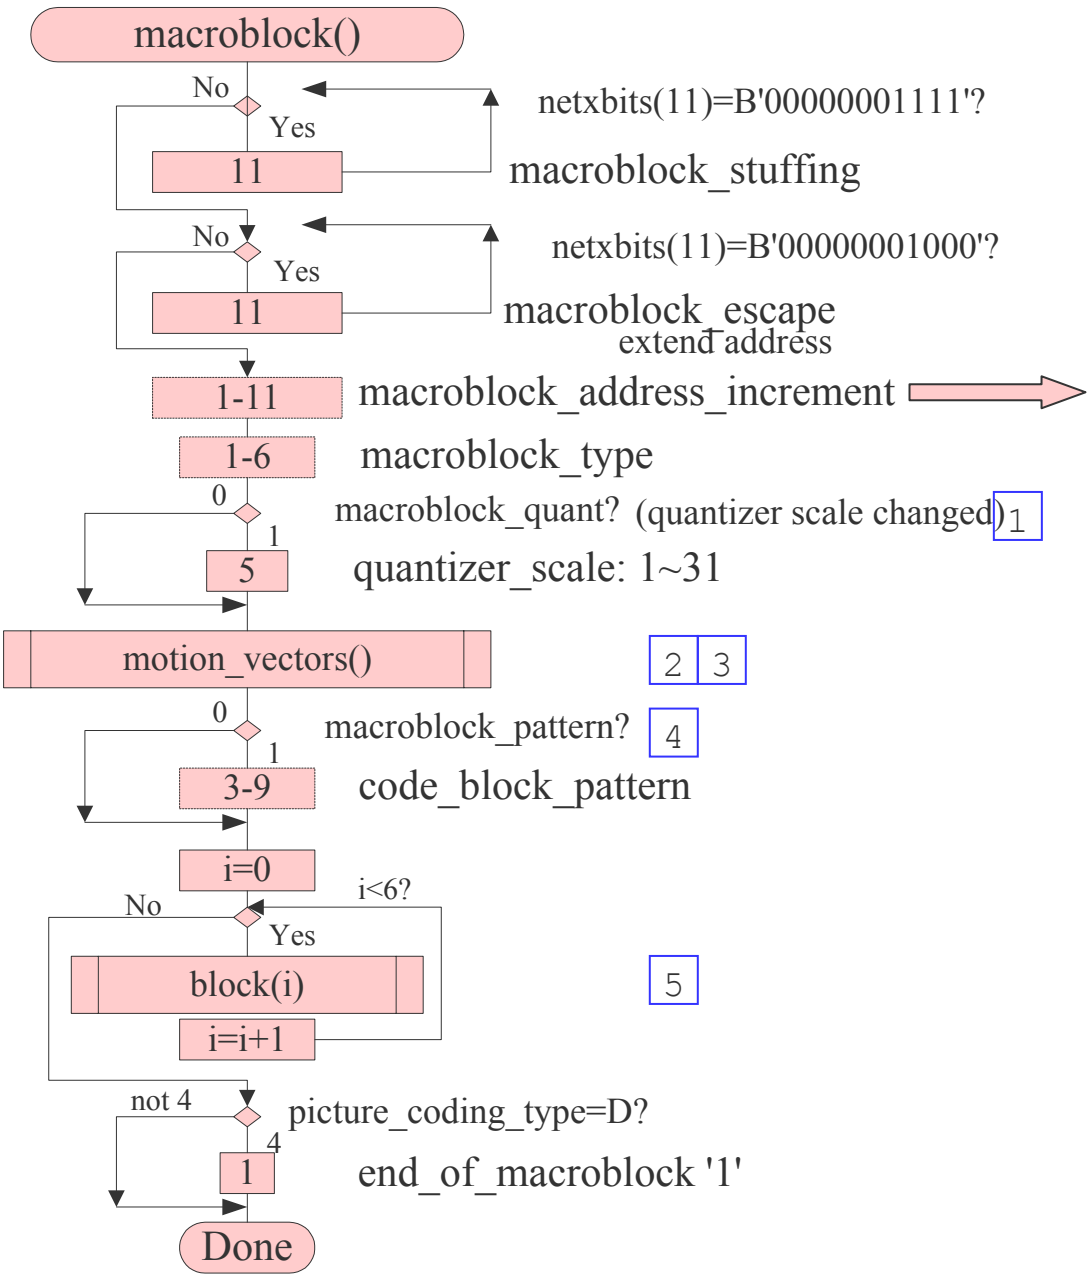 macroblock()
No
netxbits(11)=B'00000001111'?
Yes
11
macroblock_stuffing
No
netxbits(11)=B'00000001000'?
Yes
11
macroblock_escape
extend address
1-11
macroblock_address_increment
1-6
macroblock_type
0
macroblock_quant? (quantizer scale changed) 1
1
5
quantizer_scale: 1~31
motion_vectors()
2 3
0
macroblock_pattern? 4
1
3-9
code_block_pattern
i=0
i<6?
No
Yes
block(i)
5
i=i+1
not 4
picture_coding_type=D?
4
1
end_of_macroblock '1'
Done